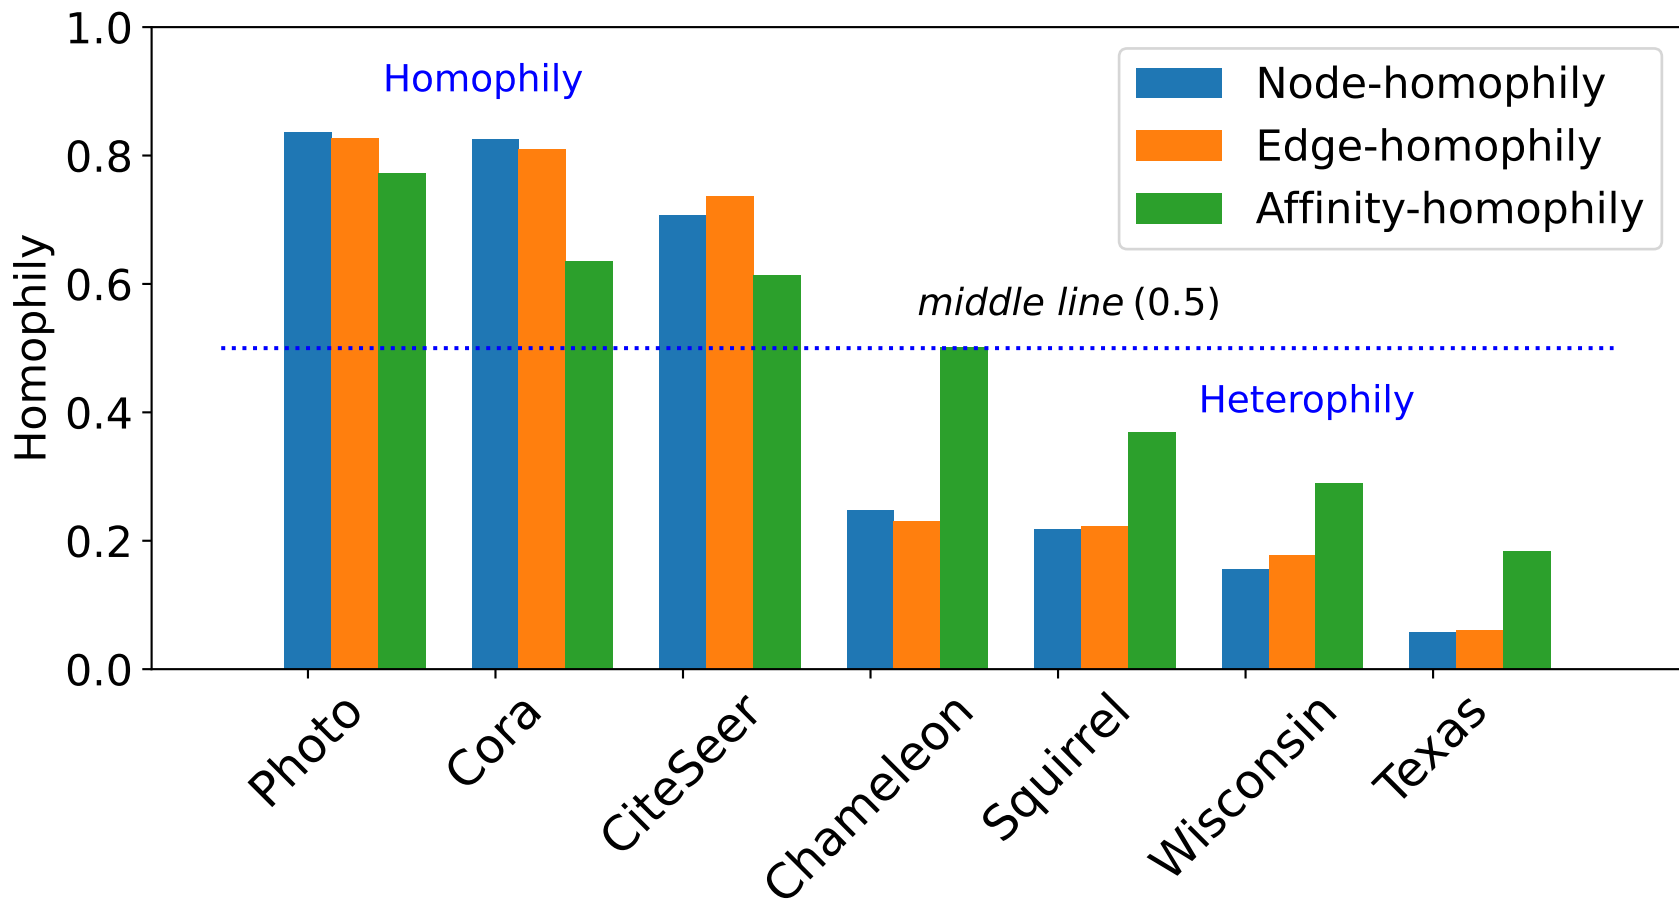 1.0
0.8
0.6
0.4
0.2
0.0
Homophily
Homophily
Node-homophily
Edge-homophily
Affinity-homophily
middle line (0.5)
Heterophily
Photo
Cora
CiteSeer
Chameleon
Squirrel
Wisconsin
Texas